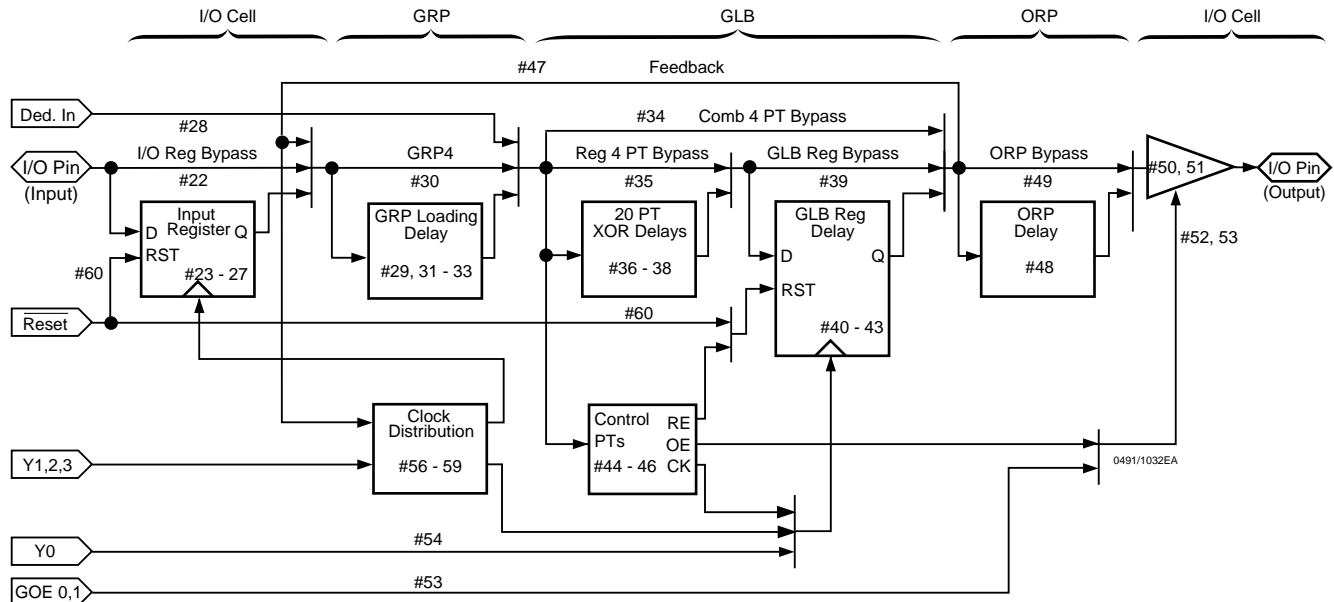 I/O Cell GRP GLB ORP I/O Cell
#47 Feedback
Ded. In
#28
#34 Comb 4 PT Bypass
I/O Pin
(Input)
I/O Reg Bypass
#22
GRP4
#30
Reg 4 PT Bypass
#35
GLB Reg Bypass
#39
ORP Bypass
#49
#50, 51
I/O Pin
(Output)
Input
Register
D
Q
RST
#23 - 27
#60
GRP Loading
Delay
#29, 31 - 33
20 PT
XOR Delays
#36 - 38
GLB Reg
Delay
D
Q
RST
#40 - 43
ORP
Delay
#48
#52, 53
Reset
#60
Clock
Distribution
#56 - 59
Control
PTs
#44 - 46
RE
OE
CK
0491/1032EA
Y1,2,3
Y0
#54
GOE 0,1
#53